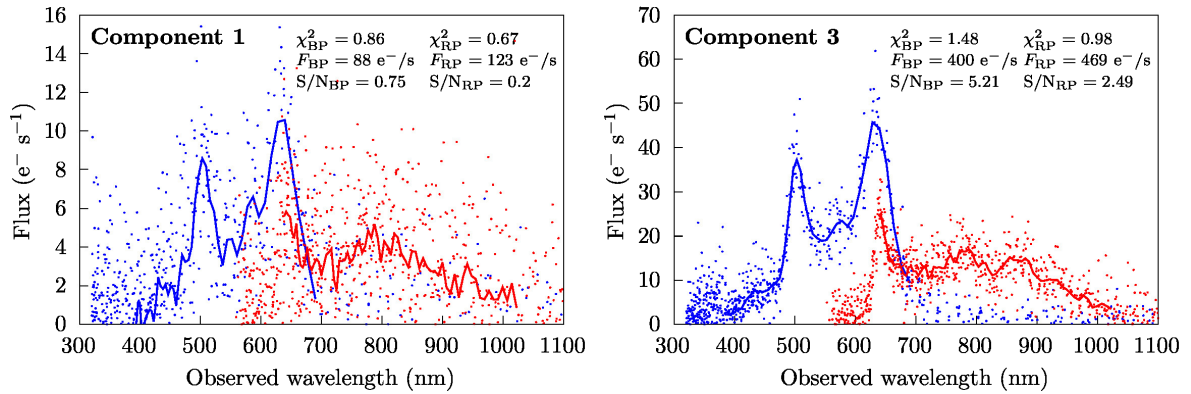 Component 1
χ²BP = 0.86 χ²RP = 0.67
FBP = 88 e⁻/s FRP = 123 e⁻/s
S/NBP = 0.75 S/NRP = 0.2
16
14
12
10
8
6
4
2
0
Flux (e⁻ s⁻¹)
300 400 500 600 700 800 900 1000 1100
Observed wavelength (nm)
Component 3
χ²BP = 1.48 χ²RP = 0.98
FBP = 400 e⁻/s FRP = 469 e⁻/s
S/NBP = 5.21 S/NRP = 2.49
70
60
50
40
30
20
10
0
Flux (e⁻ s⁻¹)
300 400 500 600 700 800 900 1000 1100
Observed wavelength (nm)